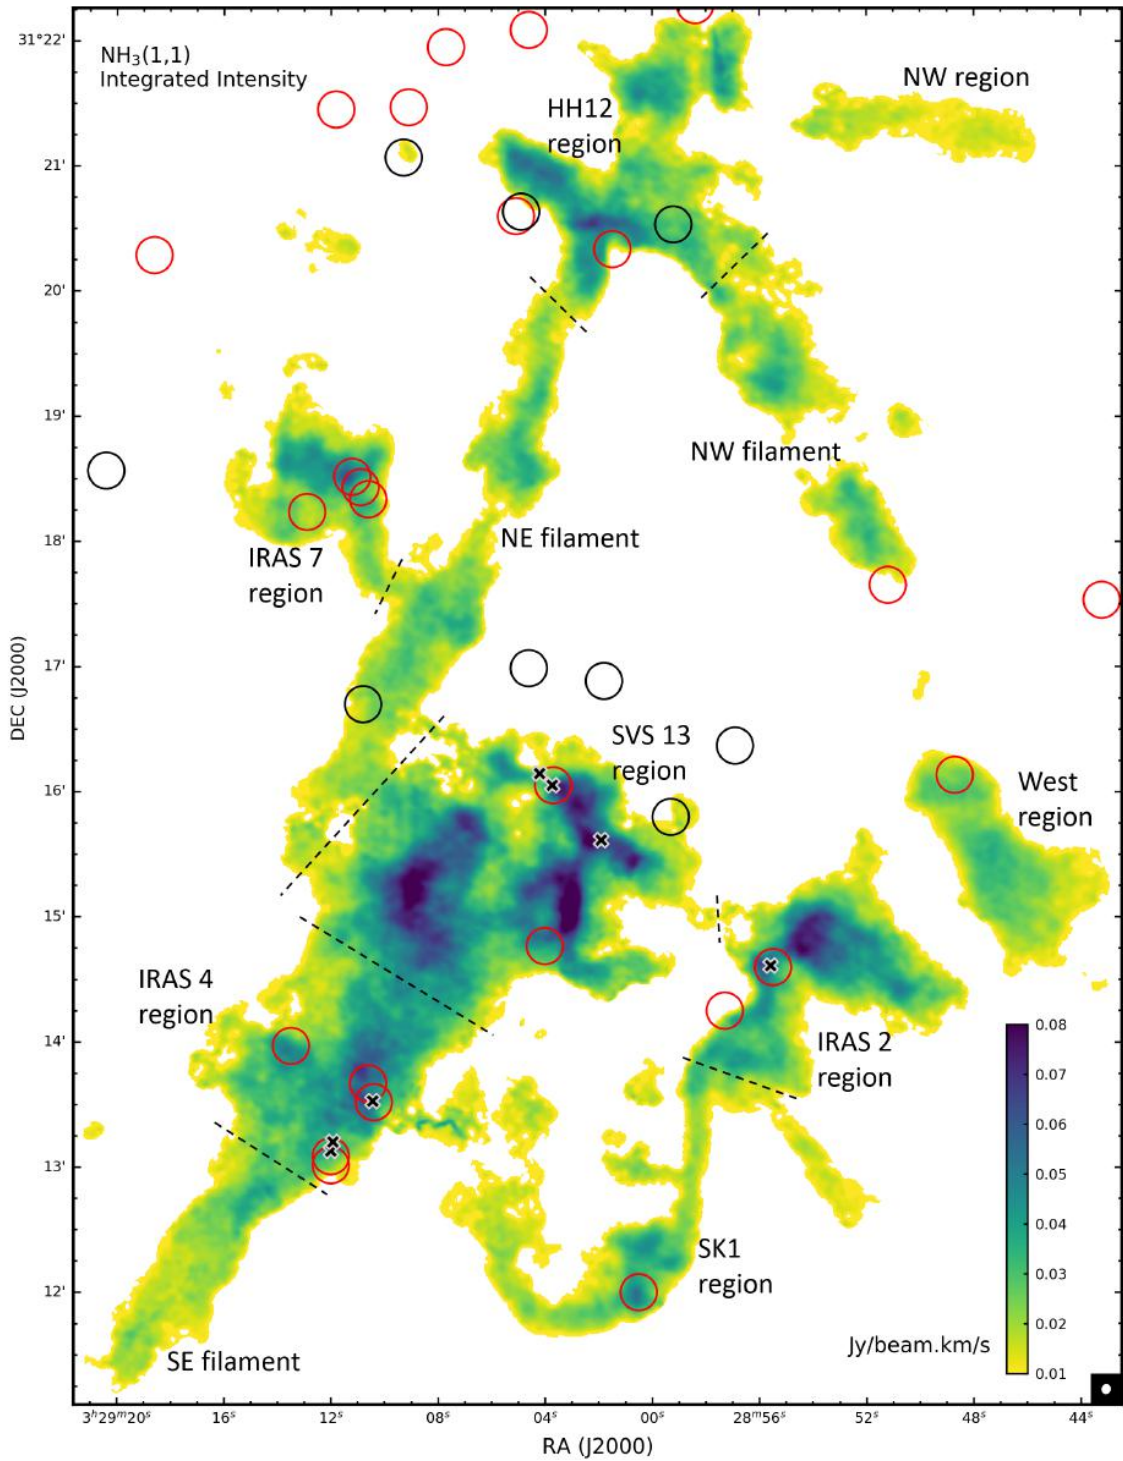 31°22'
NH₃(1,1)
Integrated Intensity
NW region
HH12
region
21'
20'
19'
NW filament
NE filament
18'
IRAS 7
region
17'
DEC (J2000)
SVS 13
region
16'
West
region
15'
IRAS 4
region
14'
IRAS 2
region
0.08
0.07
0.06
0.05
0.04
0.03
0.02
0.01
13'
SK1
region
12'
Jy/beam.km/s
SE filament
3ʰ29ᵐ20ˢ 16ˢ 12ˢ 08ˢ 04ˢ 00ˢ 28ᵐ56ˢ 52ˢ 48ˢ 44ˢ
RA (J2000)